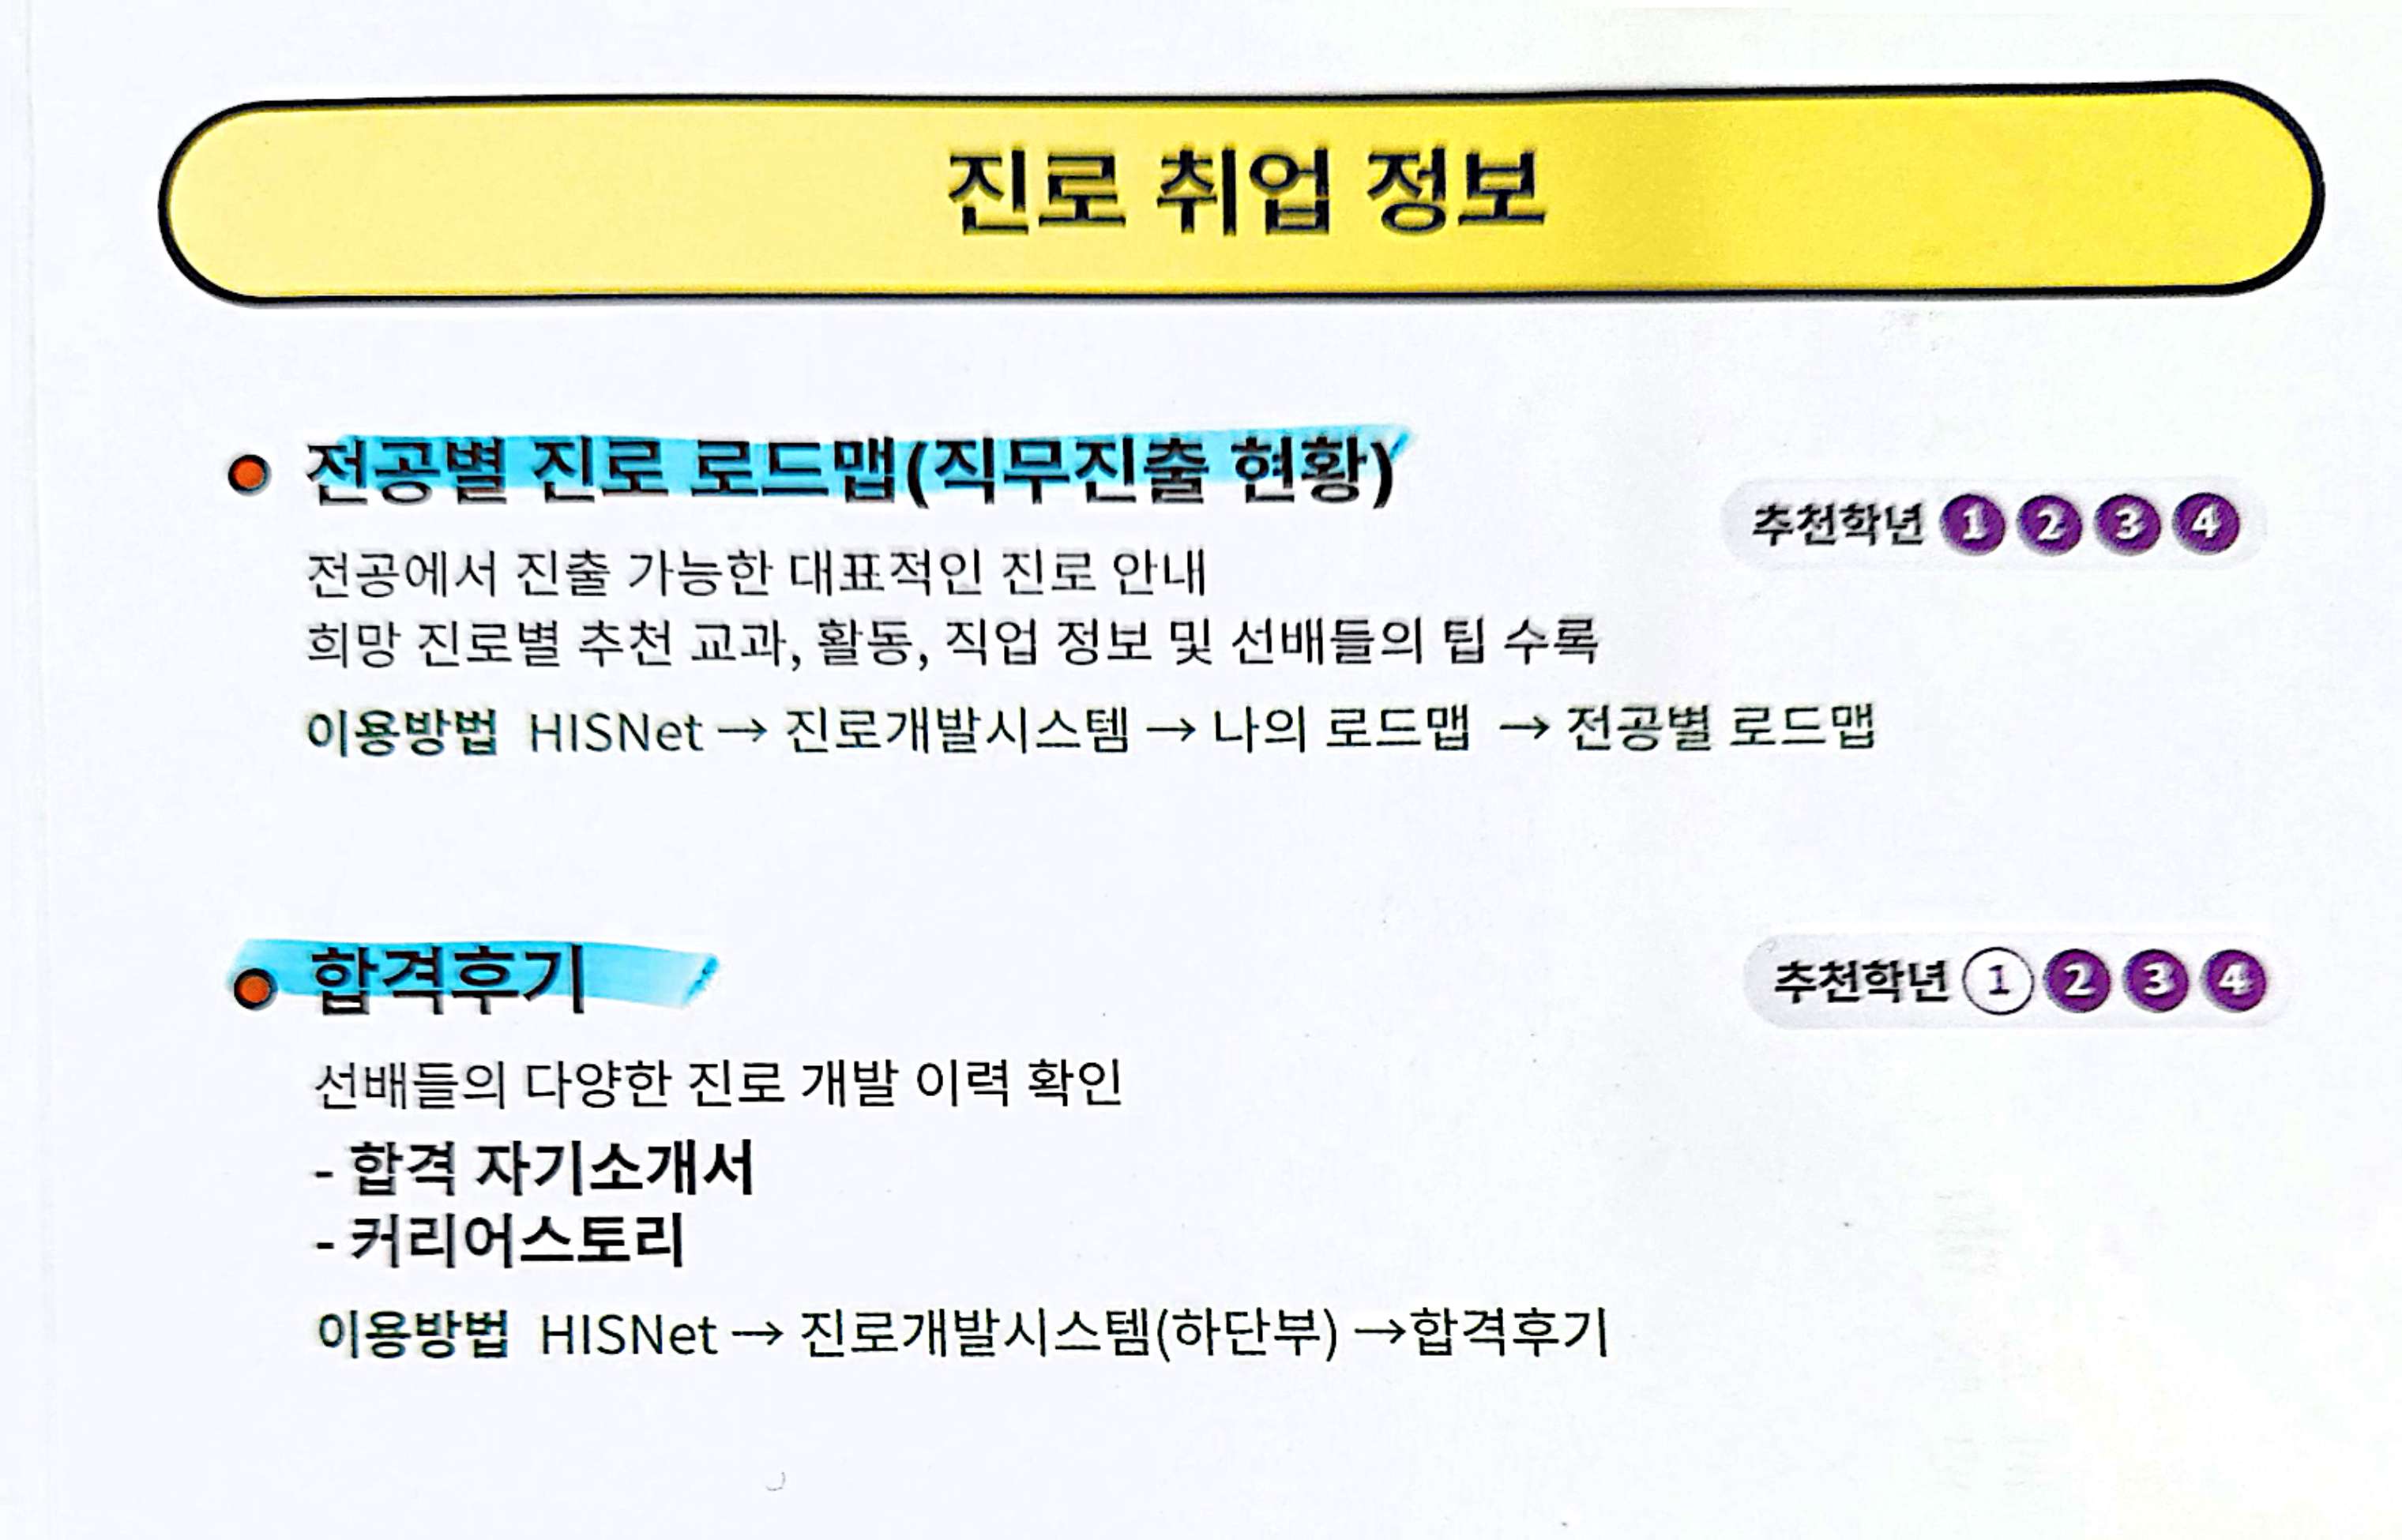 진로 취업 정보
전공별 진로 로드맵(직무진출 현황)
추천학년 1 2 3 4
전공에서 진출 가능한 대표적인 진로 안내
희망 진로별 추천 교과, 활동, 직업 정보 및 선배들의 팁 수록
이용방법 HISNet → 진로개발시스템 → 나의 로드맵 → 전공별 로드맵
합격후기
추천학년 1 2 3 4
선배들의 다양한 진로 개발 이력 확인
- 합격 자기소개서
- 커리어스토리
이용방법 HISNet → 진로개발시스템(하단부) →합격후기